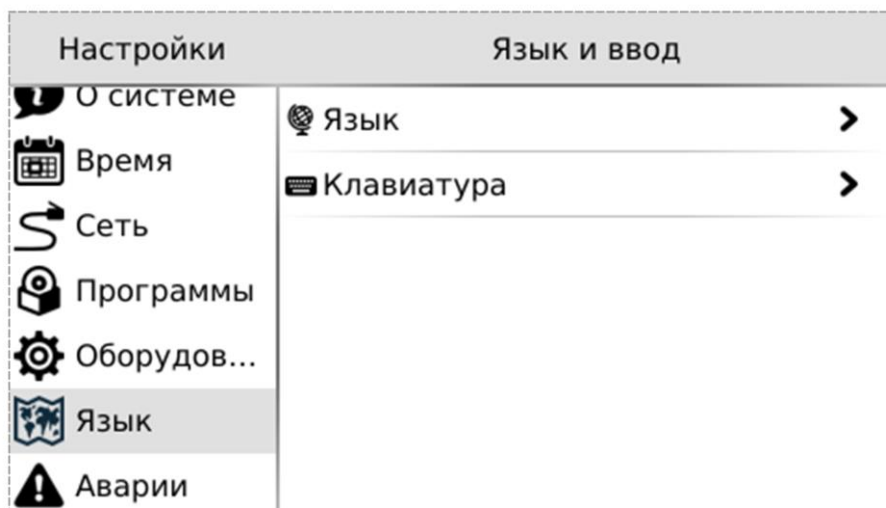 Настройки
Язык и ввод
О системе
Время
Сеть
Программы
Оборудов...
Язык
Аварии
Язык
Клавиатура